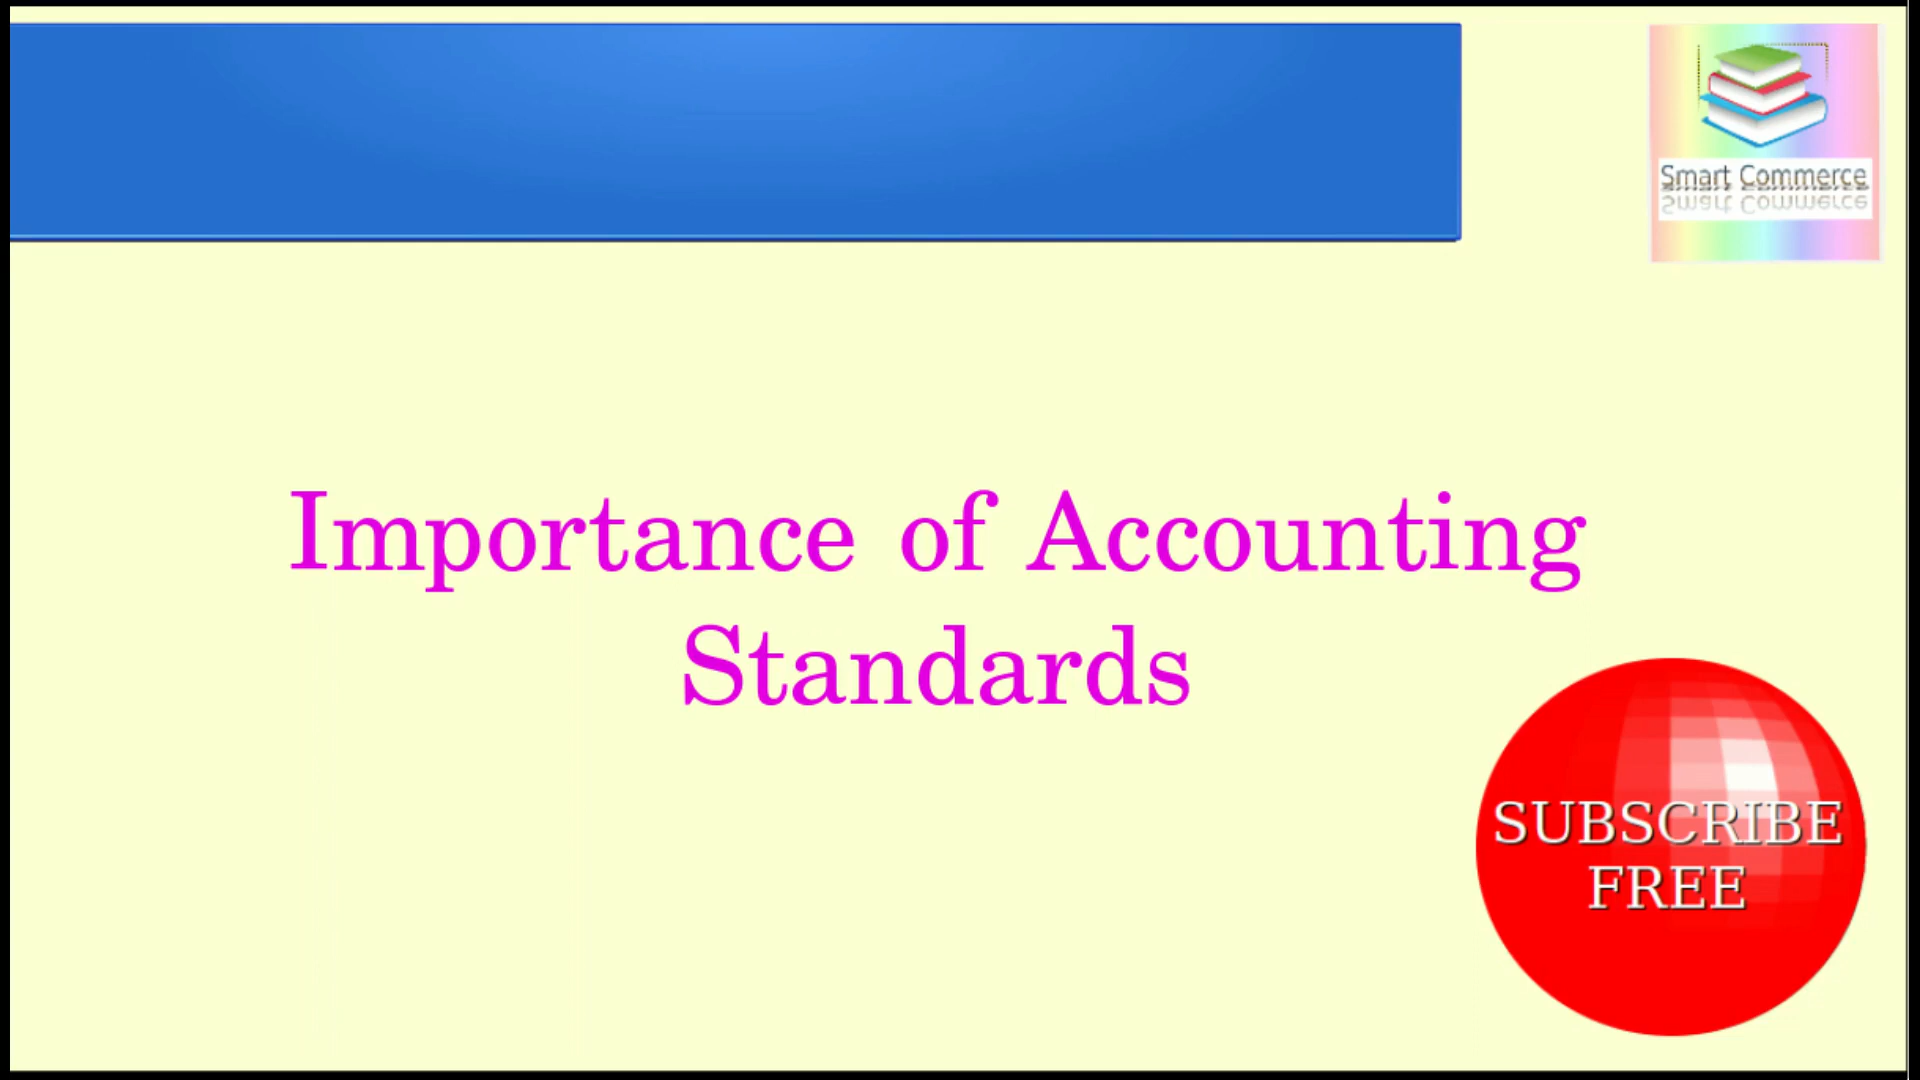 Smart Commerce
Importance of Accounting
Standards
SUBSCRIBE
FREE